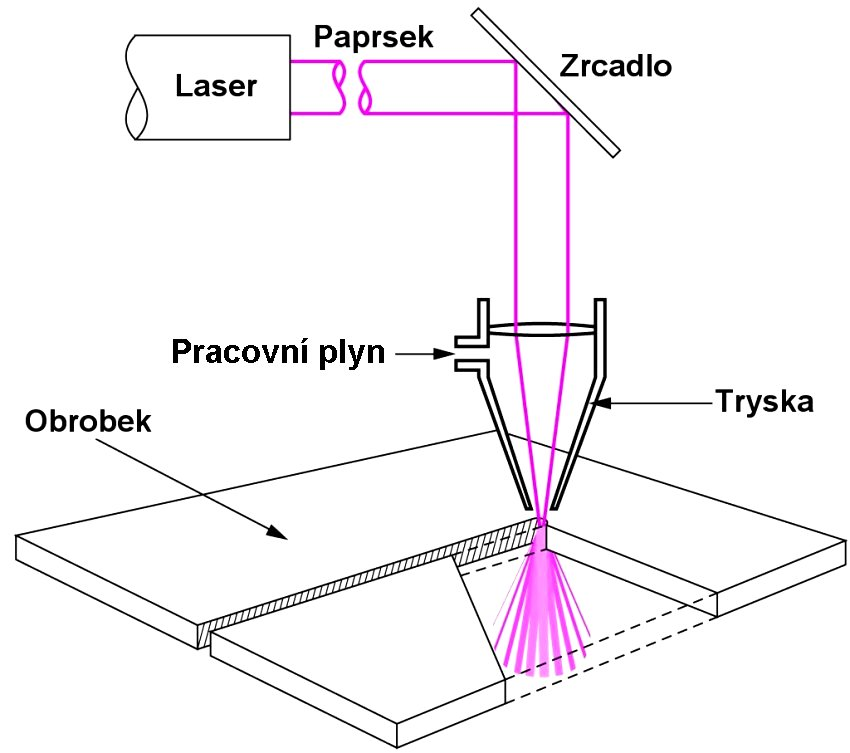 Paprsek
Laser
Zrcadlo
Pracovní plyn
Tryska
Obrobek